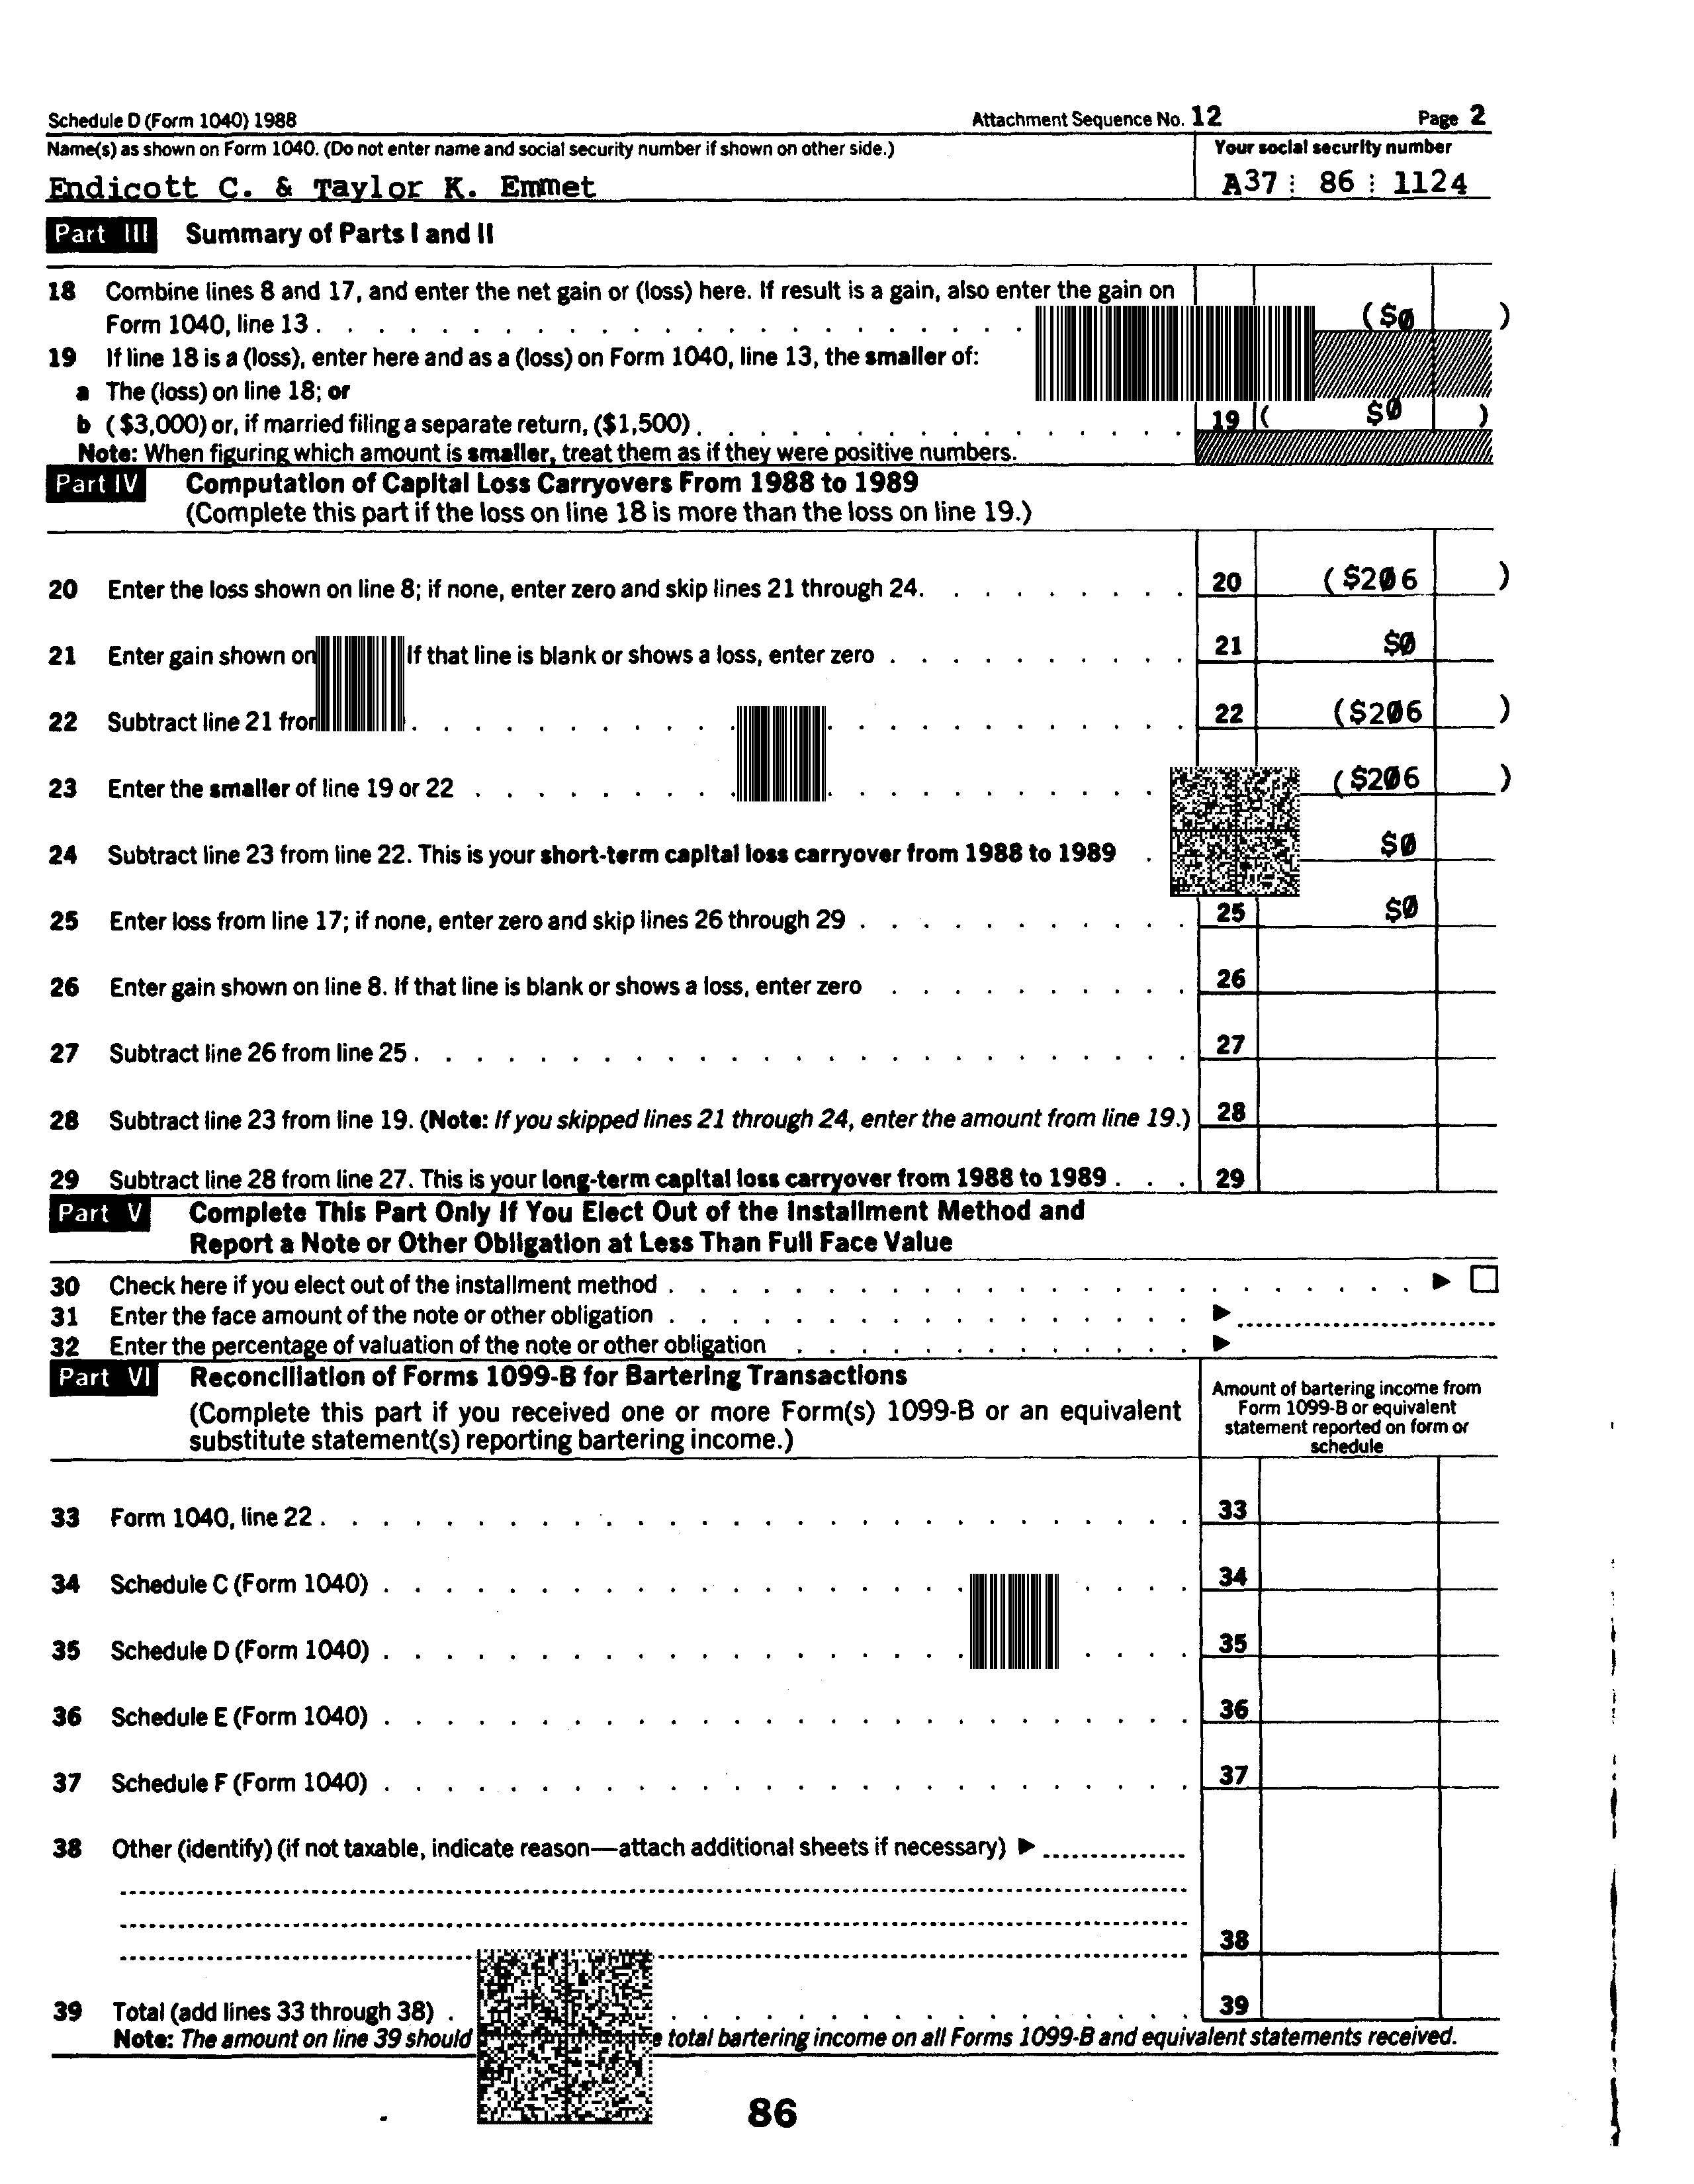 Schedule D (Form 1040) 1988 Attachment Sequence No. 12 Page 2
Name(s) as shown on Form 1040. (Do not enter name and social security number if shown on other side.) Your social security number
Endicott C. & Taylor K. Emmet A37 86 1124
Part III Summary of Parts I and II
18 Combine lines 8 and 17, and enter the net gain or (loss) here. If result is a gain, also enter the gain on
Form 1040, line 13 . ($0 )
19 If line 18 is a (loss), enter here and as a (loss) on Form 1040, line 13, the smaller of:
a The (loss) on line 18; or
b ($3,000) or, if married filing a separate return, ($1,500) . 19 ( $0 )
Note: When figuring which amount is smaller, treat them as if they were positive numbers.
Part IV Computation of Capital Loss Carryovers From 1988 to 1989
(Complete this part if the loss on line 18 is more than the loss on line 19.)
20 Enter the loss shown on line 8; if none, enter zero and skip lines 21 through 24. 20 ($206 )
21 Enter gain shown on If that line is blank or shows a loss, enter zero . 21 $0
22 Subtract line 21 22 ($206 )
23 Enter the smaller of line 19 or 22 . ($206 )
24 Subtract line 23 from line 22. This is your short-term capital loss carryover from 1988 to 1989 . $0
25 Enter loss from line 17; if none, enter zero and skip lines 26 through 29 . 25 $0
26 Enter gain shown on line 8. If that line is blank or shows a loss, enter zero . 26
27 Subtract line 26 from line 25 . 27
28 Subtract line 23 from line 19. (Note: If you skipped lines 21 through 24, enter the amount from line 19.) 28
29 Subtract line 28 from line 27. This is your long-term capital loss carryover from 1988 to 1989 . 29
Part V Complete This Part Only If You Elect Out of the Installment Method and
Report a Note or Other Obligation at Less Than Full Face Value
30 Check here if you elect out of the installment method . ▶ ☐
31 Enter the face amount of the note or other obligation . ▶
32 Enter the percentage of valuation of the note or other obligation . ▶
Part VI Reconciliation of Forms 1099-B for Bartering Transactions
(Complete this part if you received one or more Form(s) 1099-B or an equivalent
substitute statement(s) reporting bartering income.)
Amount of bartering income from
Form 1099-B or equivalent
statement reported on form or
schedule
33 Form 1040, line 22 . 33
34 Schedule C (Form 1040) . 34
35 Schedule D (Form 1040) . 35
36 Schedule E (Form 1040) . 36
37 Schedule F (Form 1040) . 37
38 Other (identify) (if not taxable, indicate reason—attach additional sheets if necessary) ▶
38
39 Total (add lines 33 through 38) . 39
Note: The amount on line 39 should total bartering income on all Forms 1099-B and equivalent statements received.
86